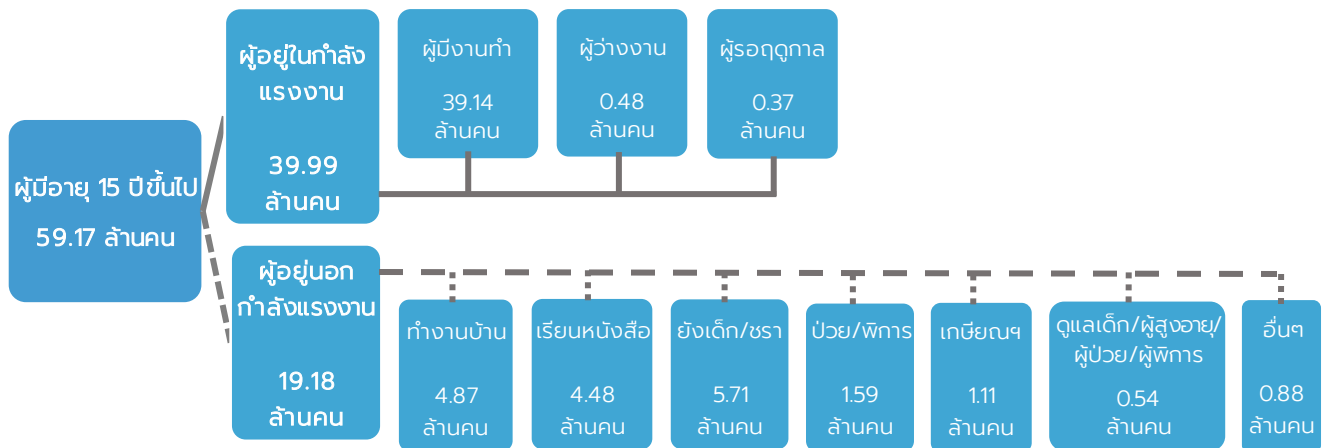 ผู้มีอายุ 15 ปีขึ้นไป
59.17 ล้านคน
ผู้อยู่ในกำลัง
แรงงาน
39.99
ล้านคน
ผู้มีงานทำ
39.14
ล้านคน
ผู้ว่างงาน
0.48
ล้านคน
ผู้รอฤดูกาล
0.37
ล้านคน
ผู้อยู่นอก
กำลังแรงงาน
19.18
ล้านคน
ทำงานบ้าน
4.87
ล้านคน
เรียนหนังสือ
4.48
ล้านคน
ยังเด็ก/ชรา
5.71
ล้านคน
ป่วย/พิการ
1.59
ล้านคน
เกษียณฯ
1.11
ล้านคน
ดูแลเด็ก/ผู้สูงอายุ/
ผู้ป่วย/ผู้พิการ
0.54
ล้านคน
อื่นๆ
0.88
ล้านคน